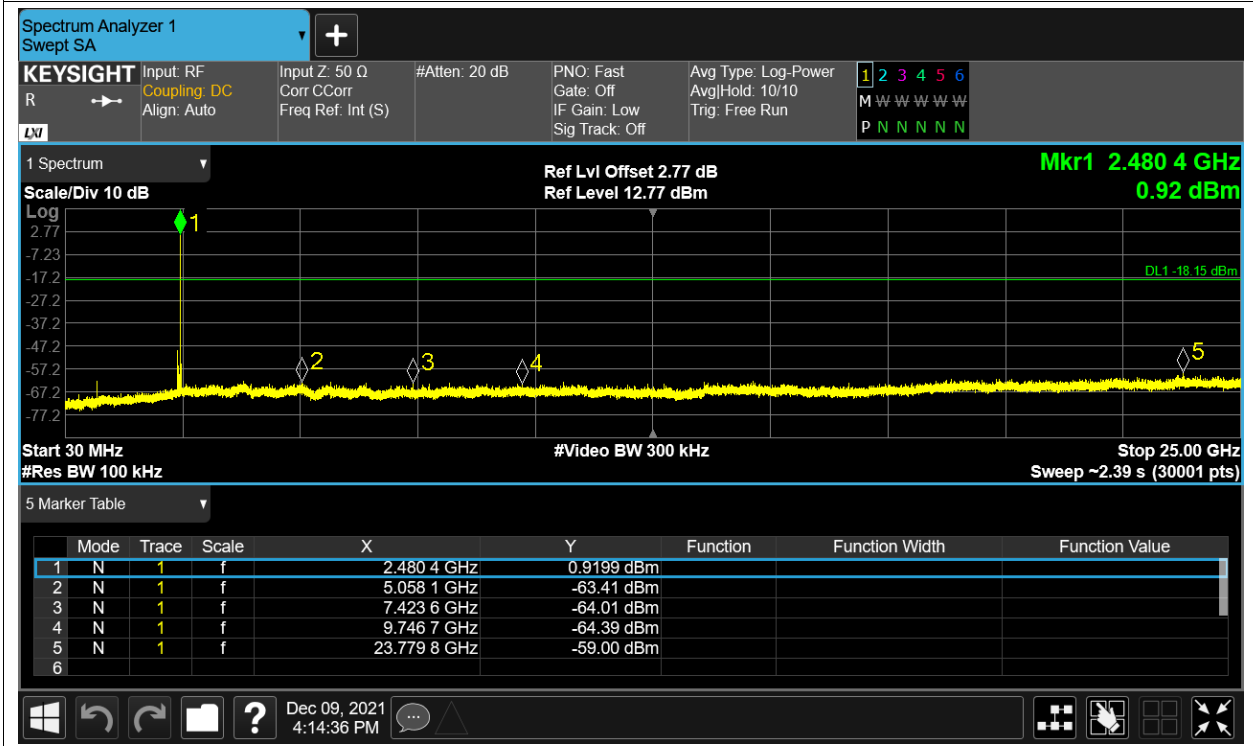 Spectrum Analyzer 1
Swept SA
+
KEYSIGHT Input: RF Input Z: 50 Ω #Atten: 20 dB PNO: Fast Avg Type: Log-Power 1 2 3 4 5 6
R Coupling: DC Corr CCorr Gate: Off Avg|Hold: 10/10 M W W W W W
Align: Auto Freq Ref: Int (S) IF Gain: Low Trig: Free Run
LXI Sig Track: Off P N N N N N
1 Spectrum Ref Lvl Offset 2.77 dB Mkr1 2.480 4 GHz
Scale/Div 10 dB Ref Level 12.77 dBm 0.92 dBm
Log
1
2.77
-7.23
-17.2 DL1 -18.15 dBm
-27.2
-37.2
-47.2
2 3 4 5
-57.2
-67.2
-77.2
Start 30 MHz #Video BW 300 kHz Stop 25.00 GHz
#Res BW 100 kHz Sweep ~2.39 s (30001 pts)
5 Marker Table
Mode Trace Scale X Y Function Function Width Function Value
1 N 1 f 2.480 4 GHz 0.9199 dBm
2 N 1 f 5.058 1 GHz -63.41 dBm
3 N 1 f 7.423 6 GHz -64.01 dBm
4 N 1 f 9.746 7 GHz -64.39 dBm
5 N 1 f 23.779 8 GHz -59.00 dBm
6
? Dec 09, 2021
4:14:36 PM